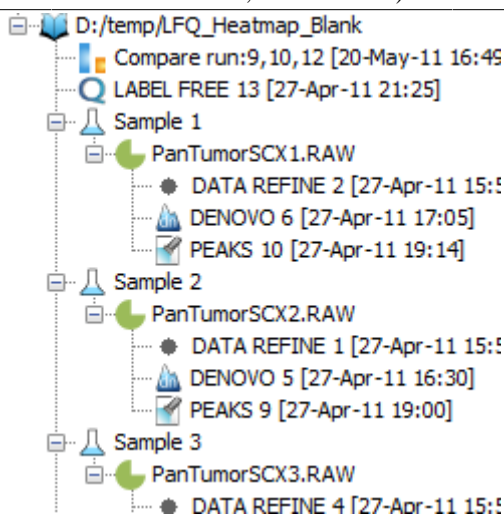 D:/temp/LFQ_Heatmap_Blank
Compare run:9,10,12 [20-May-11 16:49
LABEL FREE 13 [27-Apr-11 21:25]
Sample 1
PanTumorSCX1.RAW
DATA REFINE 2 [27-Apr-11 15:5
DENOVO 6 [27-Apr-11 17:05]
PEAKS 10 [27-Apr-11 19:14]
Sample 2
PanTumorSCX2.RAW
DATA REFINE 1 [27-Apr-11 15:5
DENOVO 5 [27-Apr-11 16:30]
PEAKS 9 [27-Apr-11 19:00]
Sample 3
PanTumorSCX3.RAW
DATA REFINE 4 [27-Apr-11 15:5